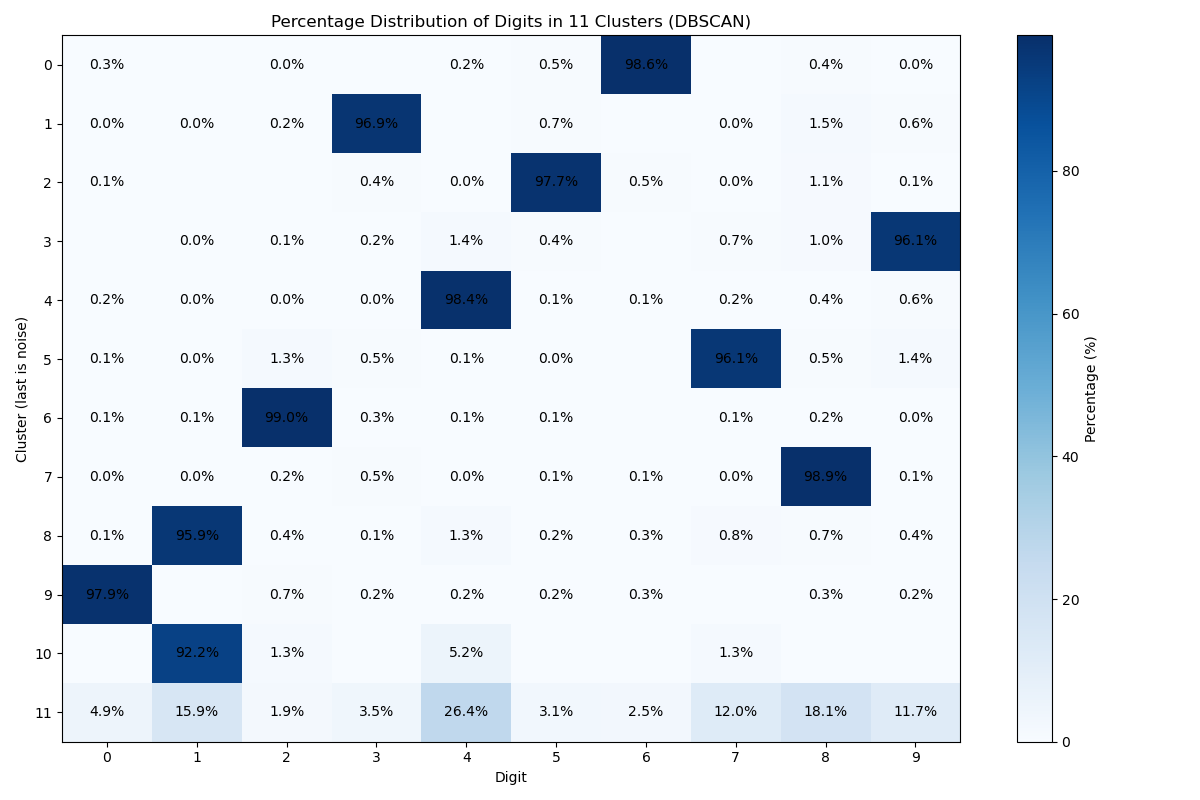 Percentage Distribution of Digits in 11 Clusters (DBSCAN)
0 0.3% 0.0% 0.2% 0.5% 98.6% 0.4% 0.0%
1 0.0% 0.0% 0.2% 96.9% 0.7% 0.0% 1.5% 0.6%
2 0.1% 0.4% 0.0% 97.7% 0.5% 0.0% 1.1% 0.1%
3 0.0% 0.1% 0.2% 1.4% 0.4% 0.7% 1.0% 96.1%
4 0.2% 0.0% 0.0% 0.0% 98.4% 0.1% 0.1% 0.2% 0.4% 0.6%
5 0.1% 0.0% 1.3% 0.5% 0.1% 0.0% 96.1% 0.5% 1.4%
6 0.1% 0.1% 99.0% 0.3% 0.1% 0.1% 0.1% 0.2% 0.0%
7 0.0% 0.0% 0.2% 0.5% 0.0% 0.1% 0.1% 0.0% 98.9% 0.1%
8 0.1% 95.9% 0.4% 0.1% 1.3% 0.2% 0.3% 0.8% 0.7% 0.4%
9 97.9% 0.7% 0.2% 0.2% 0.2% 0.3% 0.3% 0.2%
10 92.2% 1.3% 5.2% 1.3%
11 4.9% 15.9% 1.9% 3.5% 26.4% 3.1% 2.5% 12.0% 18.1% 11.7%
0 1 2 3 4 5 6 7 8 9
Digit
Cluster (last is noise)
80
60
40
20
0
Percentage (%)